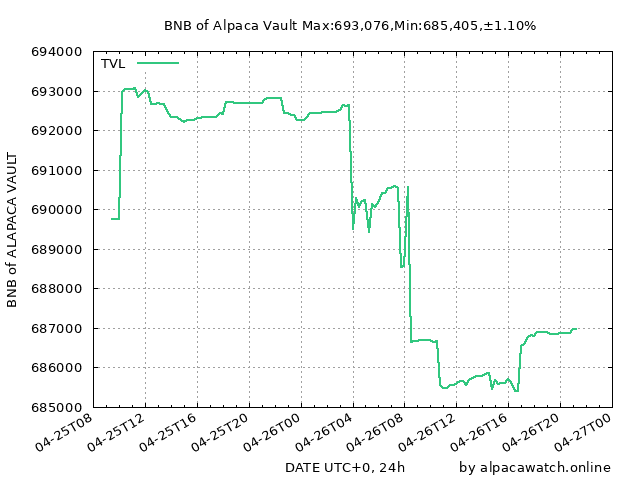 BNB of Alpaca Vault Max:693,076,Min:685,405,±1.10%
694000
TVL
693000
692000
691000
690000
689000
688000
687000
686000
685000
BNB of ALAPACA VAULT
04-25T08
04-25T12
04-25T16
04-25T20
04-26T00
04-26T04
04-26T08
04-26T12
04-26T16
04-26T20
04-27T00
DATE UTC+0, 24h
by alpacawatch.online